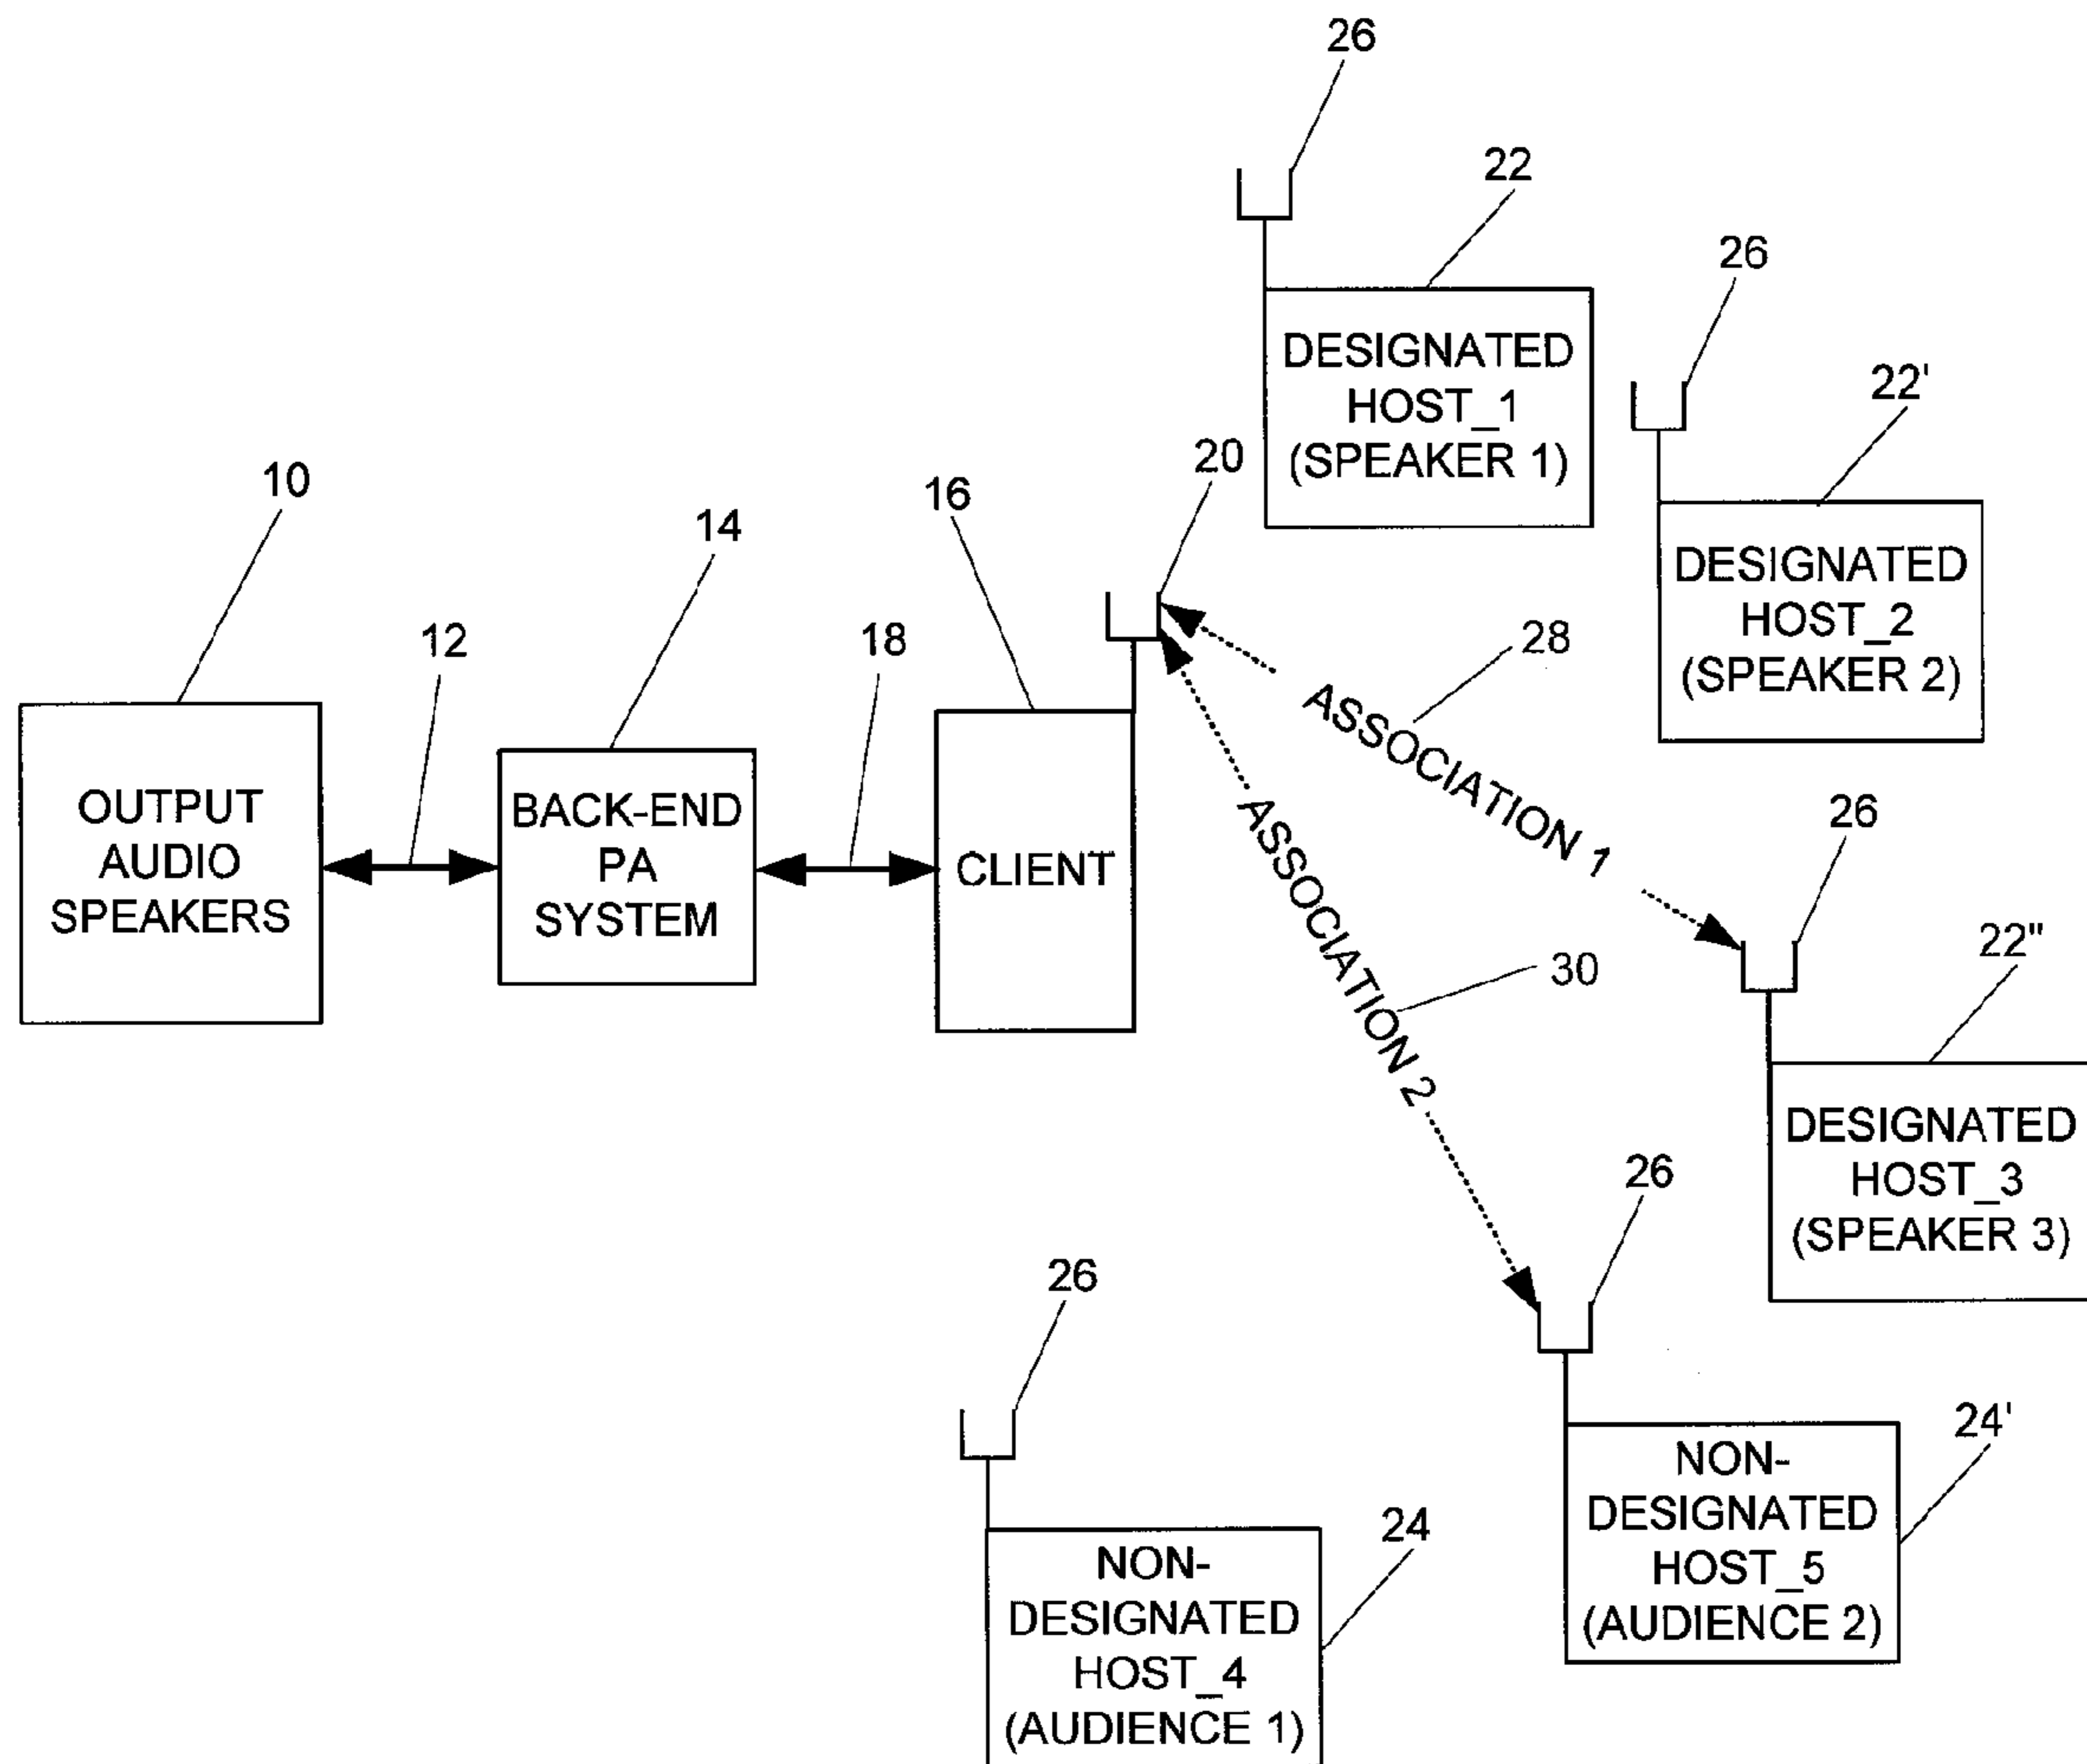 26
22
DESIGNATED
HOST_1
(SPEAKER 1)
26
22'
DESIGNATED
HOST_2
(SPEAKER 2)
20
10
16
14
12
18
28
OUTPUT
AUDIO
SPEAKERS
BACK-END
PA
SYSTEM
CLIENT
ASSOCIATION 1
ASSOCIATION 2
30
26
22"
DESIGNATED
HOST_3
(SPEAKER 3)
26
24'
NON-
DESIGNATED
HOST_5
(AUDIENCE 2)
26
24
NON-
DESIGNATED
HOST_4
(AUDIENCE 1)